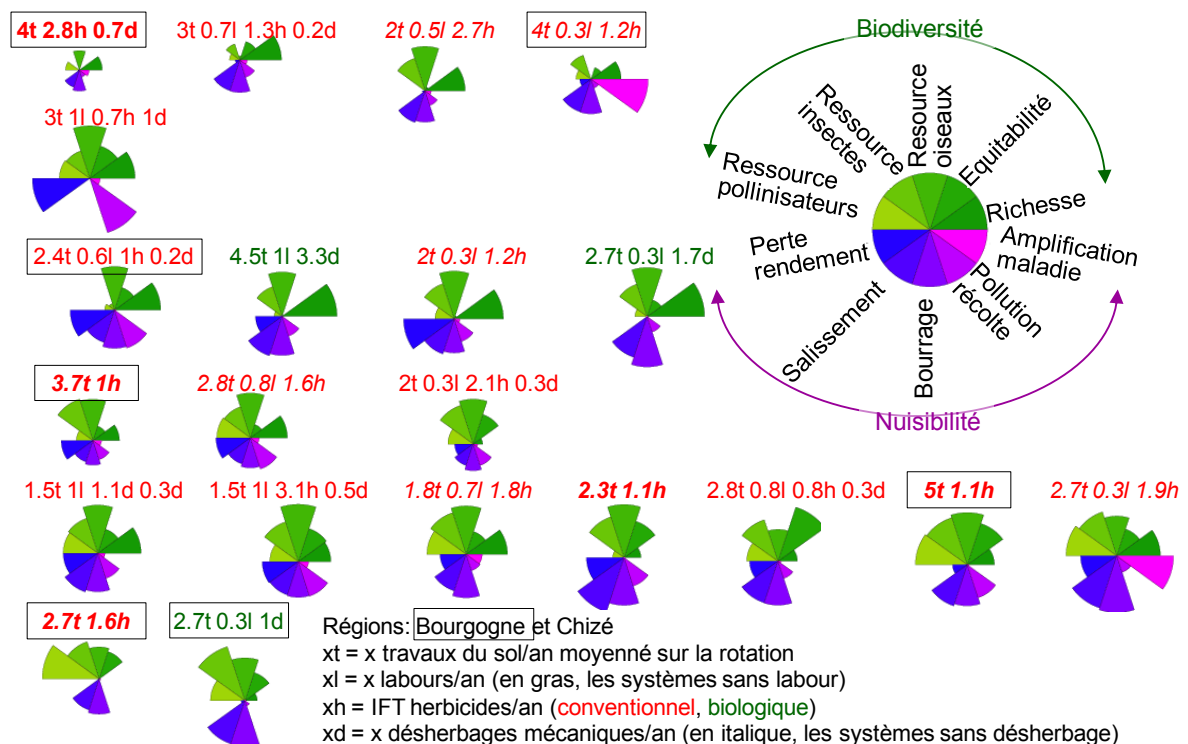 4t 2.8h 0.7d
3t 0.7l 1.3h 0.2d
2t 0.5l 2.7h
4t 0.3l 1.2h
3t 1l 0.7h 1d
2.4t 0.6l 1h 0.2d
4.5t 1l 3.3d
2t 0.3l 1.2h
2.7t 0.3l 1.7d
3.7t 1h
2.8t 0.8l 1.6h
2t 0.3l 2.1h 0.3d
1.5t 1l 1.1d 0.3d
1.5t 1l 3.1h 0.5d
1.8t 0.7l 1.8h
2.3t 1.1h
2.8t 0.8l 0.8h 0.3d
5t 1.1h
2.7t 0.3l 1.9h
2.7t 1.6h
2.7t 0.3l 1d
Biodiversité
Ressource
pollinisateurs
Ressource
insectes
Resource
oiseaux
Equitabilité
Richesse
Amplification
maladie
Pollution
récolte
Bourrage
Salissement
Perte
rendement
Nuisibilité
Régions: Bourgogne et Chizé
xt = x travaux du sol/an moyenné sur la rotation
xl = x labours/an (en gras, les systèmes sans labour)
xh = IFT herbicides/an (conventionnel, biologique)
xd = x désherbages mécaniques/an (en italique, les systèmes sans désherbage)